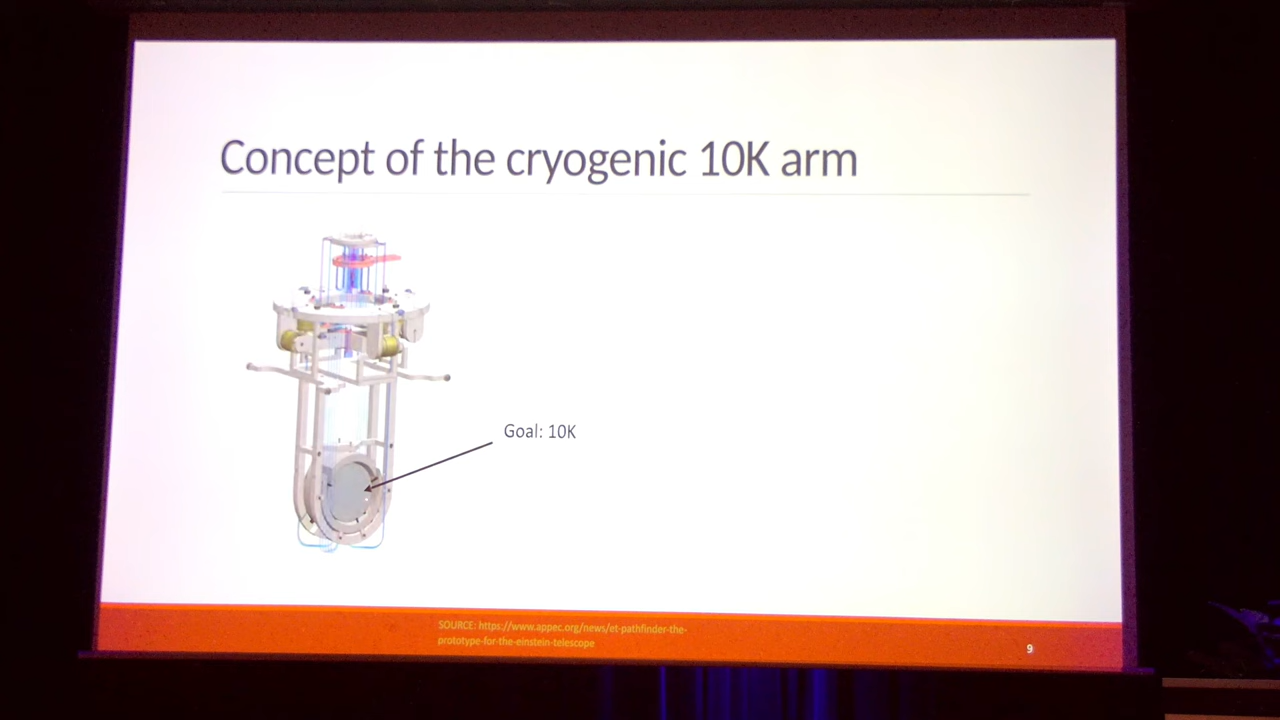 Concept of the cryogenic 10K arm
Goal: 10K
SOURCE: https://www.appec.org/news/et-pathfinder-the-
prototype-for-the-einstein-telescope
9